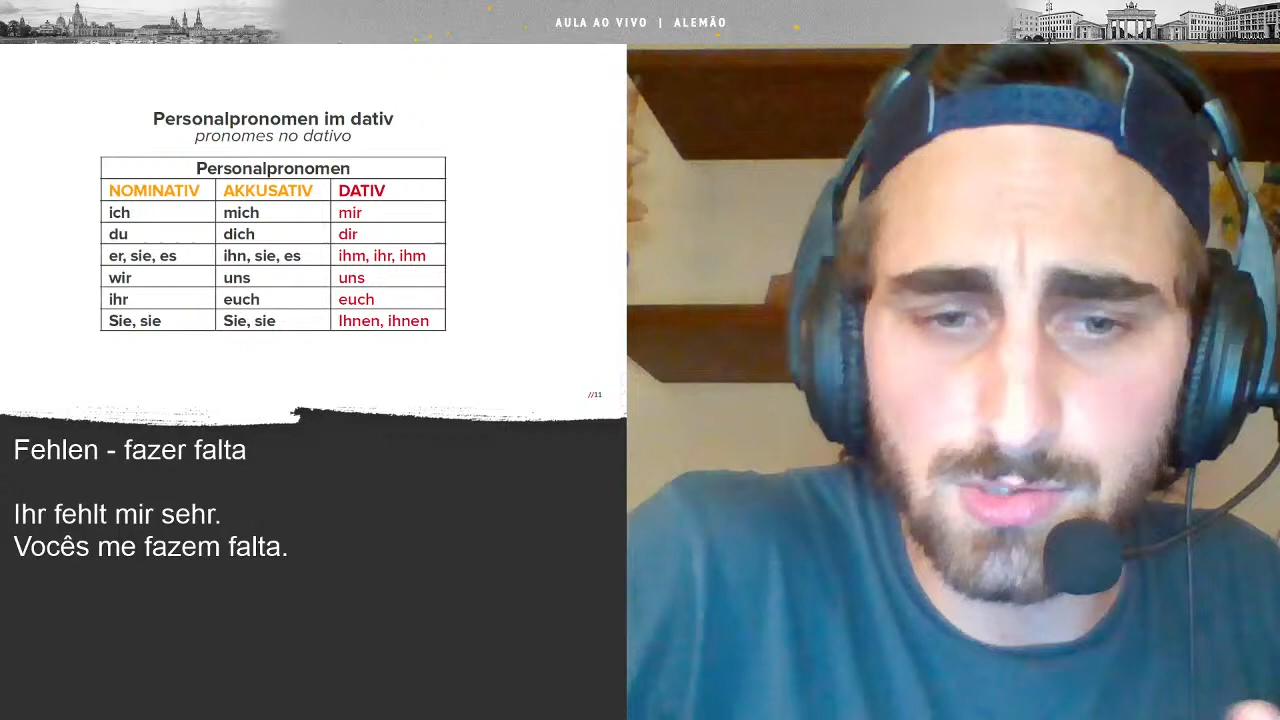 AULA AO VIVO | ALEMÃO
Personalpronomen im dativ
pronomes no dativo
Personalpronomen
NOMINATIV AKKUSATIV DATIV
ich mich mir
du dich dir
er, sie, es ihn, sie, es ihm, ihr, ihm
wir uns uns
ihr euch euch
Sie, sie Sie, sie Ihnen, ihnen
//11
Fehlen - fazer falta
Ihr fehlt mir sehr.
Vocês me fazem falta.